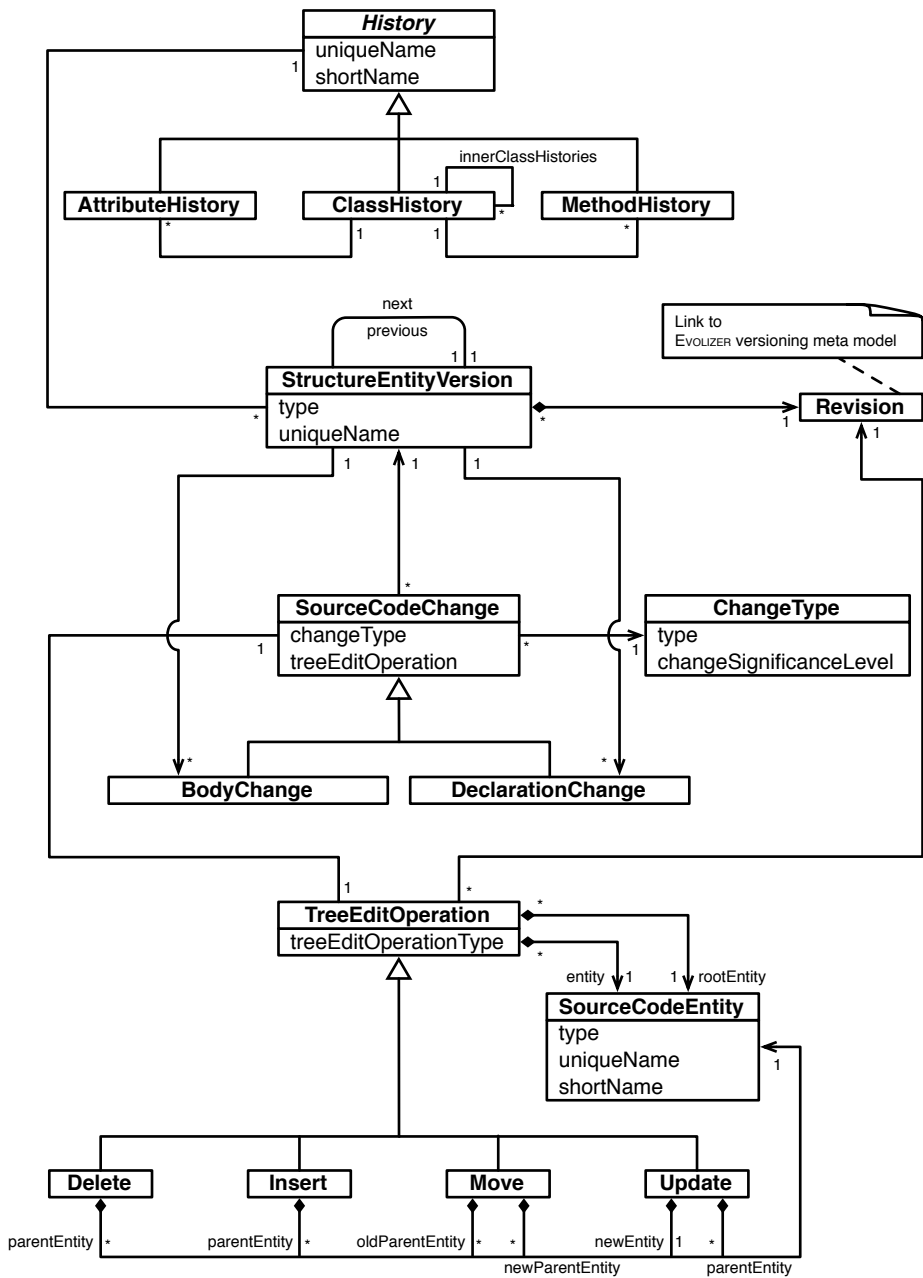 History
uniqueName
shortName
1
innerClassHistories
1
*
AttributeHistory
ClassHistory
MethodHistory
*
1
1
*
next
previous
1
1
Link to
EVOLIZER versioning meta model
StructureEntityVersion
type
uniqueName
*
*
1
Revision
1
1
1
1
*
SourceCodeChange
changeType
treeEditOperation
1
*
1
ChangeType
type
changeSignificanceLevel
*
*
BodyChange
DeclarationChange
1
*
TreeEditOperation
treeEditOperationType
*
*
entity
1
1
rootEntity
SourceCodeEntity
type
uniqueName
shortName
1
Delete
Insert
Move
Update
parentEntity
*
parentEntity
*
oldParentEntity
*
*
newEntity
1
*
newParentEntity
parentEntity